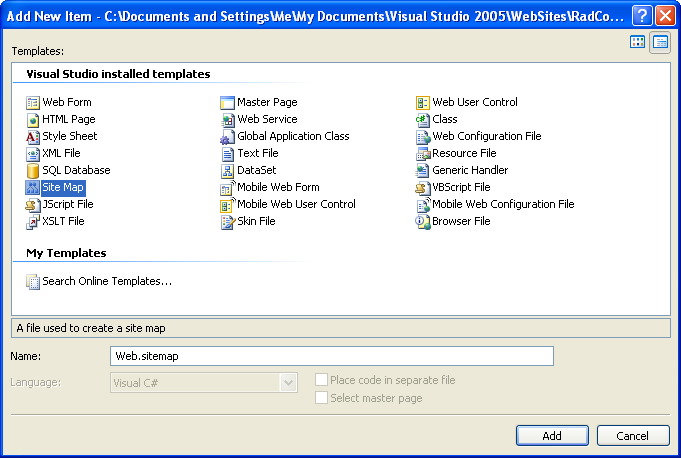 Add New Item - C:\Documents and Settings\Me\My Documents\Visual Studio 2005\WebSites\RadCo...
Templates:
Visual Studio installed templates
Web Form Master Page Web User Control
HTML Page Web Service Class
Style Sheet Global Application Class Web Configuration File
XML File Text File Resource File
SQL Database DataSet Generic Handler
Site Map Mobile Web Form VBScript File
JScript File Mobile Web User Control Mobile Web Configuration File
XSLT File Skin File Browser File
My Templates
Search Online Templates...
A file used to create a site map
Name: Web.sitemap
Language: Visual C# Place code in separate file
Select master page
Add Cancel